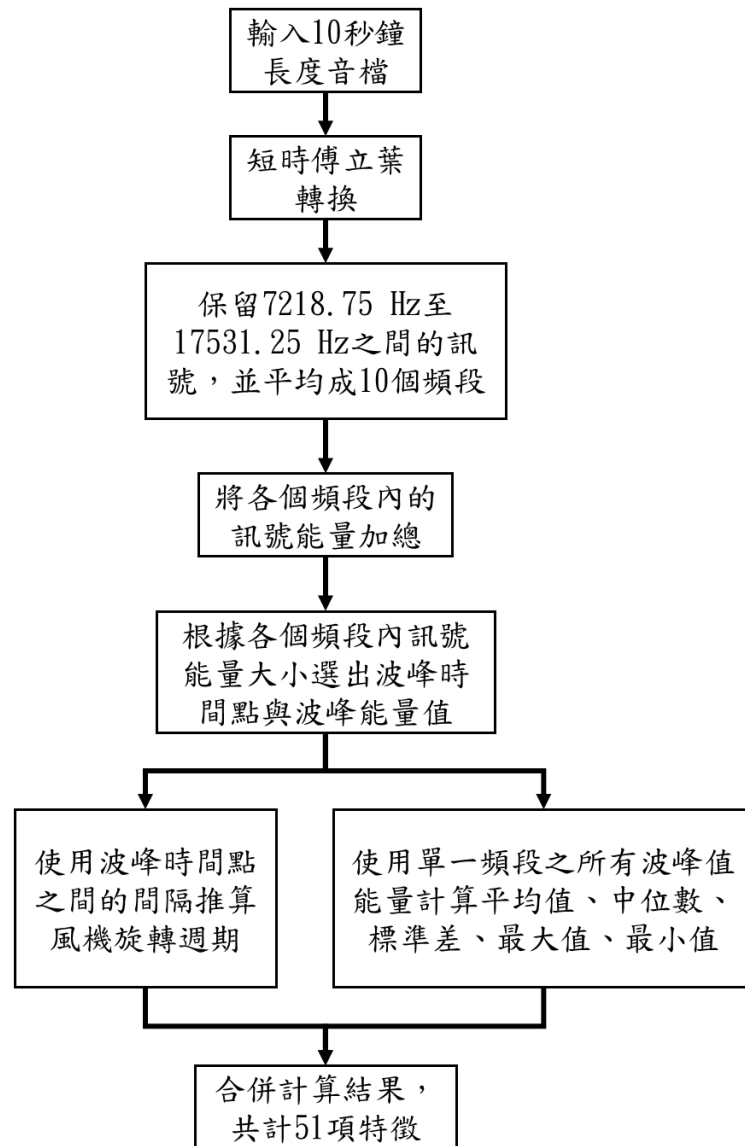 輸入10秒鐘
長度音檔
短時傅立葉
轉換
保留7218.75 Hz至
17531.25 Hz之間的訊
號，並平均成10個頻段
將各個頻段內的
訊號能量加總
根據各個頻段內訊號
能量大小選出波峰時
間點與波峰能量值
使用波峰時間點
之間的間隔推算
風機旋轉週期
使用單一頻段之所有波峰值
能量計算平均值、中位數、
標準差、最大值、最小值
合併計算結果，
共計51項特徵